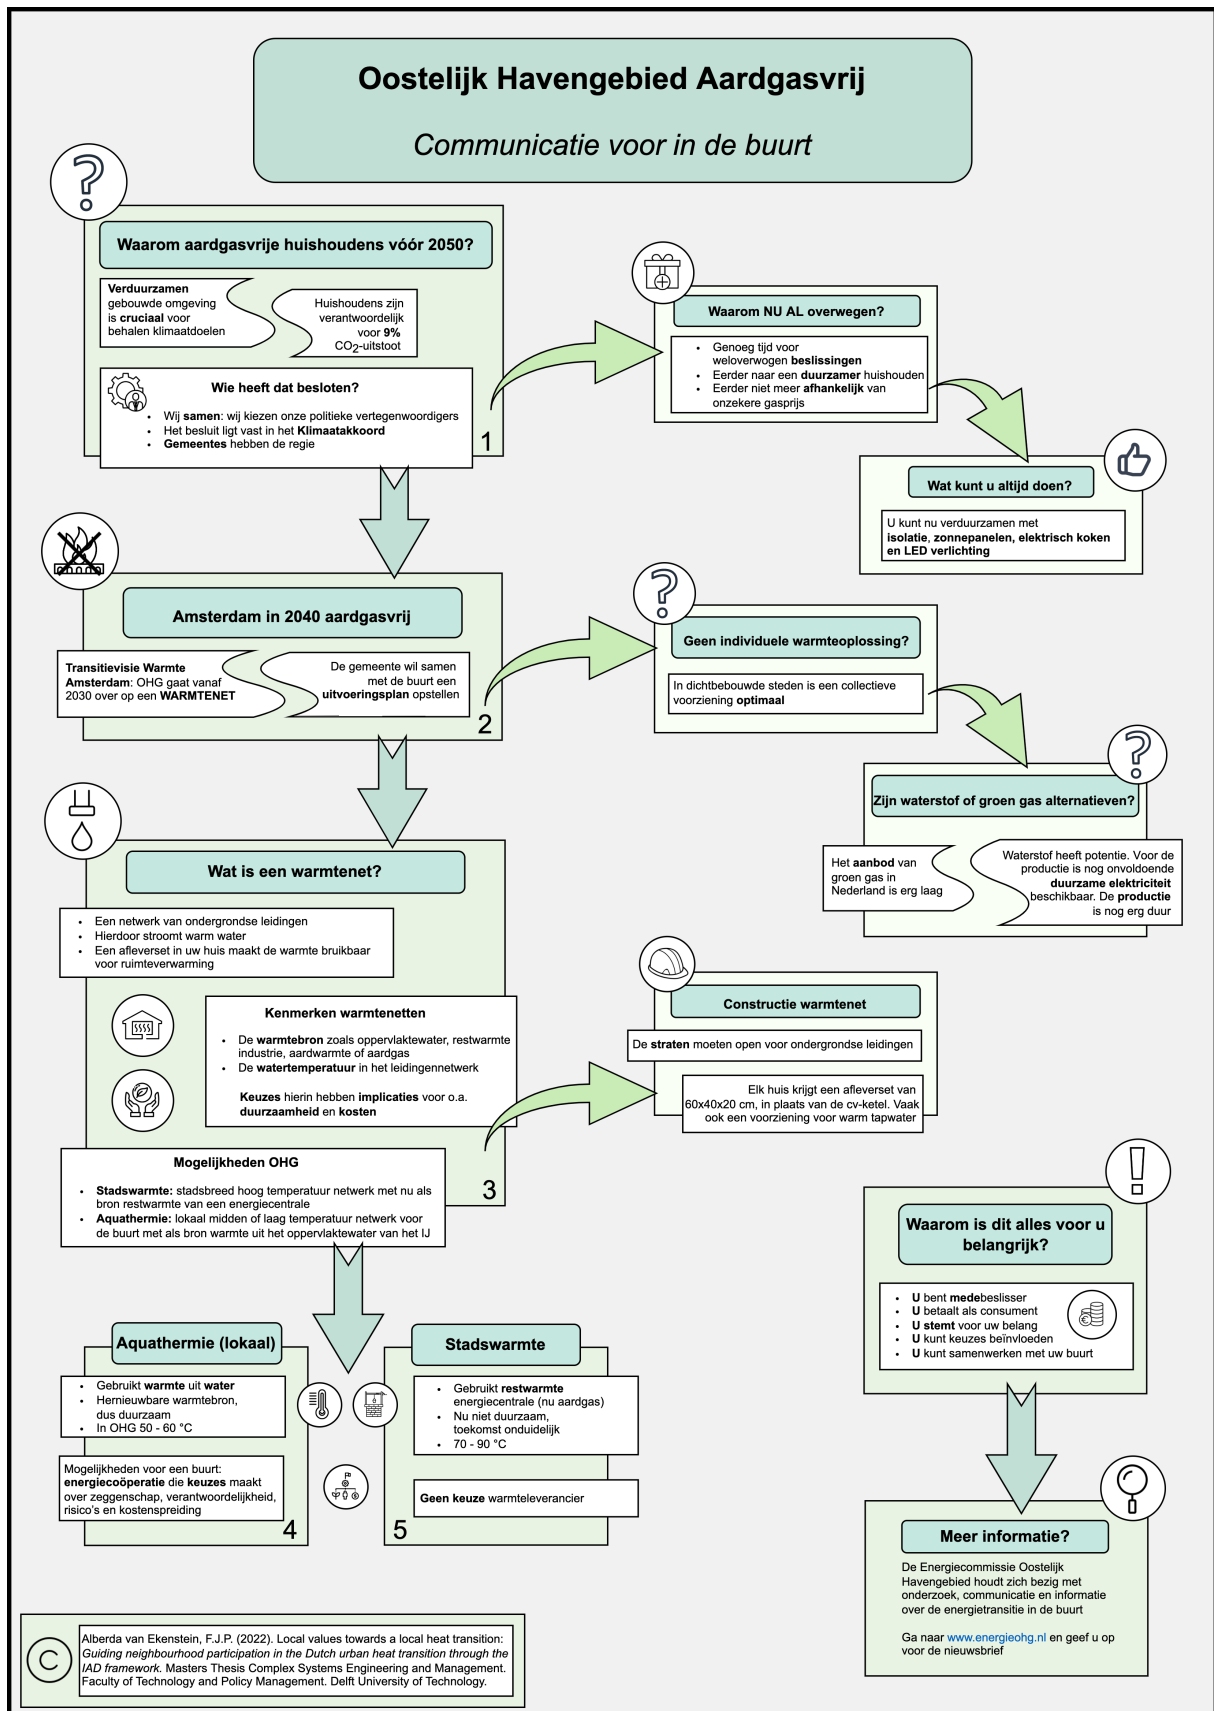 Oostelijk Havengebied Aardgasvrij
Communicatie voor in de buurt
Waarom aardgasvrije huishoudens vóór 2050?
Verduurzamen
gebouwde omgeving
is cruciaal voor
behalen klimaatdoelen
Huishoudens zijn
verantwoordelijk
voor 9%
CO2-uitstoot
Wie heeft dat besloten?
• Wij samen: wij kiezen onze politieke vertegenwoordigers
• Het besluit ligt vast in het Klimaatakkoord
• Gemeentes hebben de regie
1
Waarom NU AL overwegen?
• Genoeg tijd voor
weloverwogen beslissingen
• Eerder naar een duurzamer huishouden
• Eerder niet meer afhankelijk van
onzekere gasprijs
Wat kunt u altijd doen?
U kunt nu verduurzamen met
isolatie, zonnepanelen, elektrisch koken
en LED verlichting
Amsterdam in 2040 aardgasvrij
Transitievisie Warmte
Amsterdam: OHG gaat vanaf
2030 over op een WARMTENET
De gemeente wil samen
met de buurt een
uitvoeringsplan opstellen
2
Geen individuele warmteoplossing?
In dichtbebouwde steden is een collectieve
voorziening optimaal
Zijn waterstof of groen gas alternatieven?
Het aanbod van
groen gas in
Nederland is erg laag
Waterstof heeft potentie. Voor de
productie is nog onvoldoende
duurzame elektriciteit
beschikbaar. De productie
is nog erg duur
Wat is een warmtenet?
• Een netwerk van ondergrondse leidingen
• Hierdoor stroomt warm water
• Een afleverset in uw huis maakt de warmte bruikbaar
voor ruimteverwarming
Kenmerken warmtenetten
• De warmtebron zoals oppervlaktewater, restwarmte
industrie, aardwarmte of aardgas
• De watertemperatuur in het leidingennetwerk
Keuzes hierin hebben implicaties voor o.a.
duurzaamheid en kosten
Mogelijkheden OHG
• Stadswarmte: stadsbreed hoog temperatuur netwerk met nu als
bron restwarmte van een energiecentrale
• Aquathermie: lokaal midden of laag temperatuur netwerk voor
de buurt met als bron warmte uit het oppervlaktewater van het IJ
3
Constructie warmtenet
De straten moeten open voor ondergrondse leidingen
Elk huis krijgt een afleverset van
60x40x20 cm, in plaats van de cv-ketel. Vaak
ook een voorziening voor warm tapwater
Aquathermie (lokaal)
• Gebruikt warmte uit water
• Hernieuwbare warmtebron,
dus duurzaam
• In OHG 50 - 60 °C
Mogelijkheden voor een buurt:
energiecoöperatie die keuzes maakt
over zeggenschap, verantwoordelijkheid,
risico's en kostenspreiding
4
Stadswarmte
• Gebruikt restwarmte
energiecentrale (nu aardgas)
• Nu niet duurzaam,
toekomst onduidelijk
• 70 - 90 °C
Geen keuze warmteleverancier
5
Waarom is dit alles voor u
belangrijk?
• U bent medebeslisser
• U betaalt als consument
• U stemt voor uw belang
• U kunt keuzes beïnvloeden
• U kunt samenwerken met uw buurt
Meer informatie?
De Energiecommissie Oostelijk
Havengebied houdt zich bezig met
onderzoek, communicatie en informatie
over de energietransitie in de buurt
Ga naar www.energieohg.nl en geef u op
voor de nieuwsbrief
C
Alberda van Ekenstein, F.J.P. (2022). Local values towards a local heat transition:
Guiding neighbourhood participation in the Dutch urban heat transition through the
IAD framework. Masters Thesis Complex Systems Engineering and Management.
Faculty of Technology and Policy Management. Delft University of Technology.